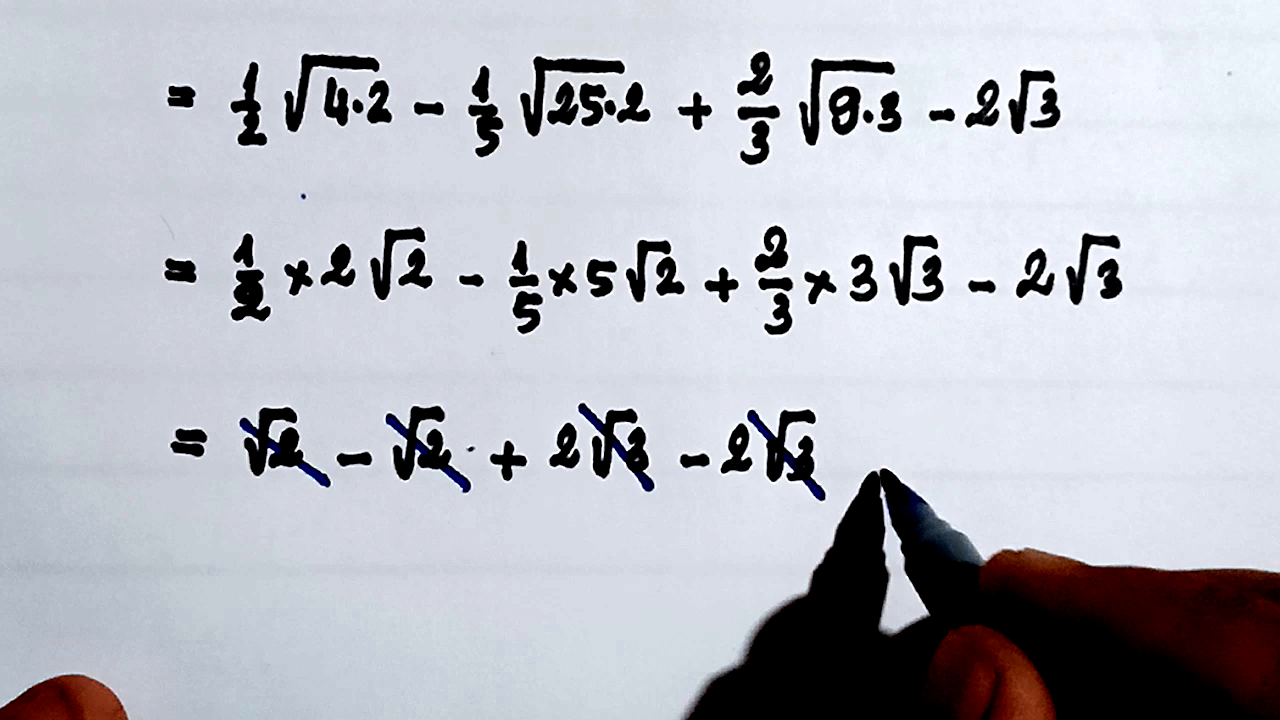 = 1/2 √4·2 - 1/5 √25·2 + 2/3 √9·3 - 2√3
= 1/2 × 2√2 - 1/5 × 5√2 + 2/3 × 3√3 - 2√3
= √2 - √2 + 2√3 - 2√3